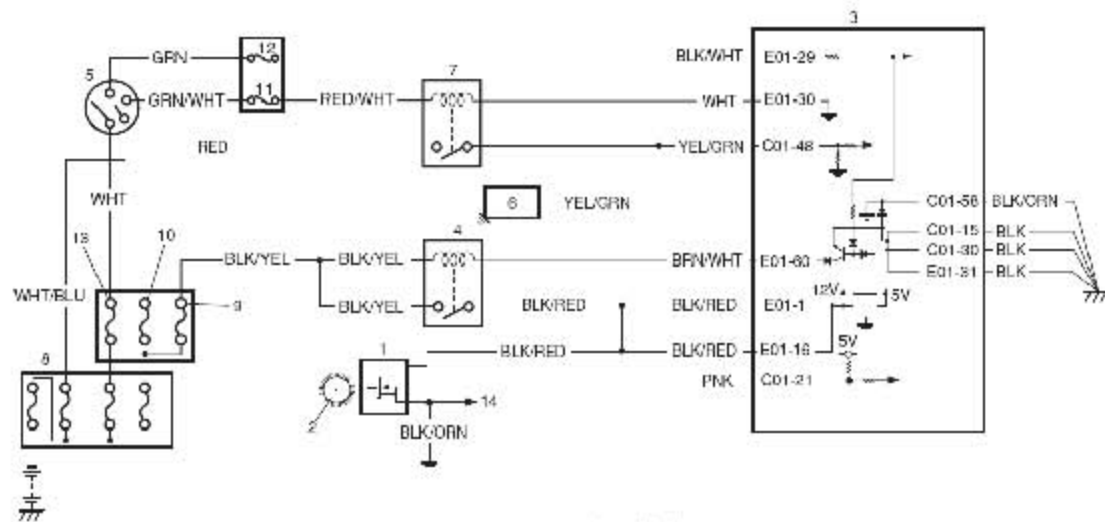 3
BLK/WHT E01-29
12
GRN
5
7
11
GRN/WHT RED/WHT WHT E01-30
RED YEL/GRN C01-48
WHT
6 YEL/GRN
C01-58 BLK/ORN
13 10 4
C01-15 BLK
BLK/YEL BLK/YEL BRN/WHT E01-60 C01-30 BLK
E01-31 BLK
WHT/BLU 9 BLK/YEL BLK/RED BLK/RED E01-1 12V 5V
8 1 BLK/RED BLK/RED E01-16 5V
PNK C01-21
2 14
BLK/ORN